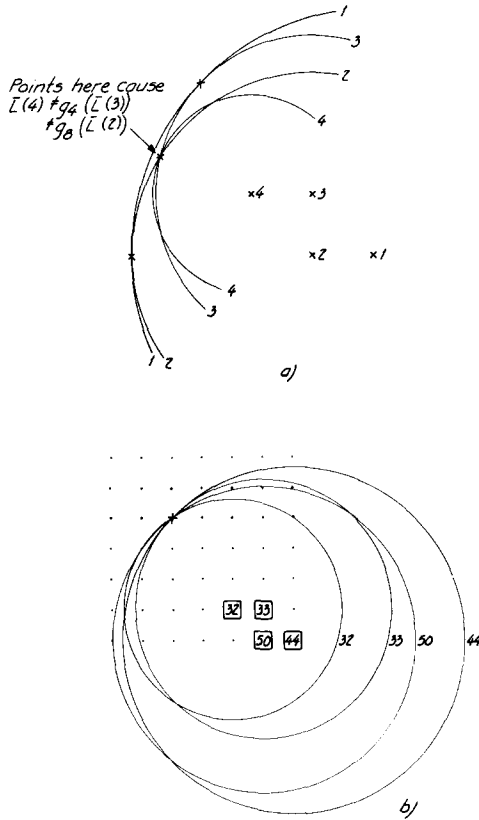 1
3
2
4
Points here cause
L̄(4) ≠ g₄ (L̄(3)
≠ g₈ (L̄(2))
×4 ×3
×2 ×1
4
3
1 2
a)
32 33
50 44 32 33 50 44
b)